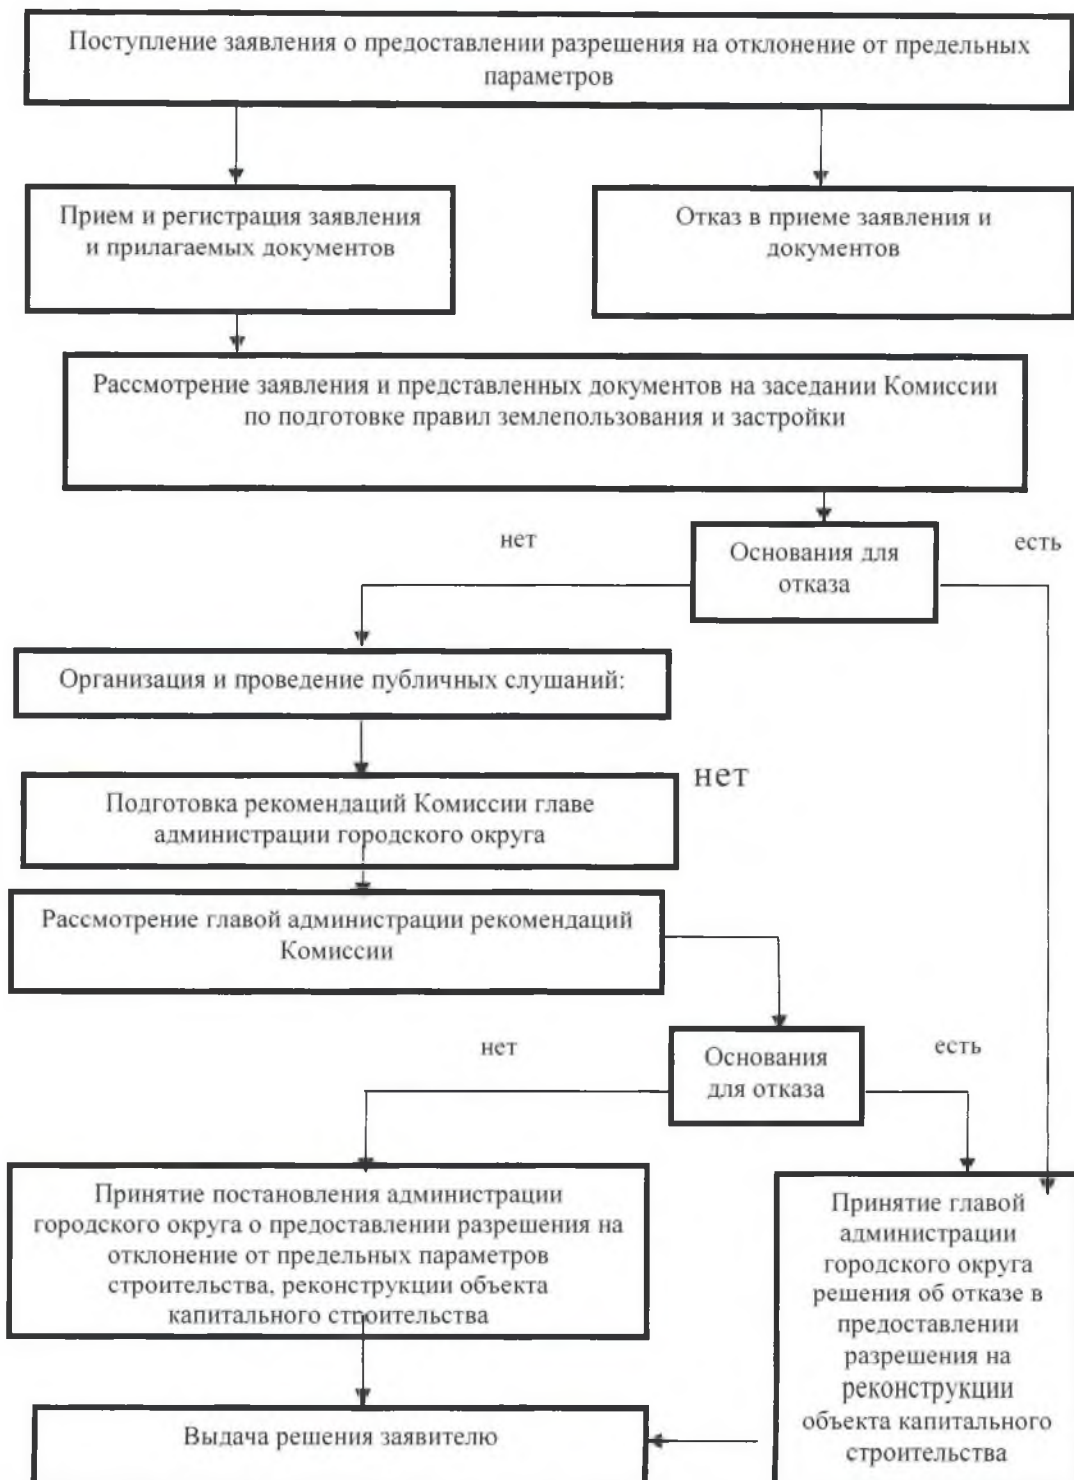 Поступление заявления о предоставлении разрешения на отклонение от предельных
параметров
Прием и регистрация заявления
и прилагаемых документов
Отказ в приеме заявления и
документов
Рассмотрение заявления и представленных документов на заседании Комиссии
по подготовке правил землепользования и застройки
нет
Основания для
отказа
есть
Организация и проведение публичных слушаний:
нет
Подготовка рекомендаций Комиссии главе
администрации городского округа
Рассмотрение главой администрации рекомендаций
Комиссии
нет
Основания
для отказа
есть
Принятие постановления администрации
городского округа о предоставлении разрешения на
отклонение от предельных параметров
строительства, реконструкции объекта
капитального строительства
Принятие главой
администрации
городского округа
решения об отказе в
предоставлении
разрешения на
реконструкции
объекта капитального
строительства
Выдача решения заявителю